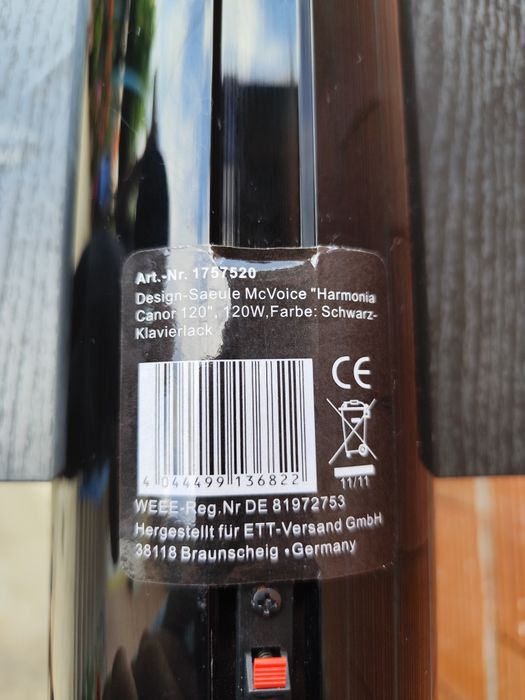 Art.-Nr. 1757520
Design-Saeule McVoice "Harmonia
Canor 120", 120W,Farbe: Schwarz-
Klavierlack
CE
4 044499 136822
11/11
WEEE-Reg.Nr DE 81972753
Hergestellt für ETT-Versand GmbH
38118 Braunscheig • Germany